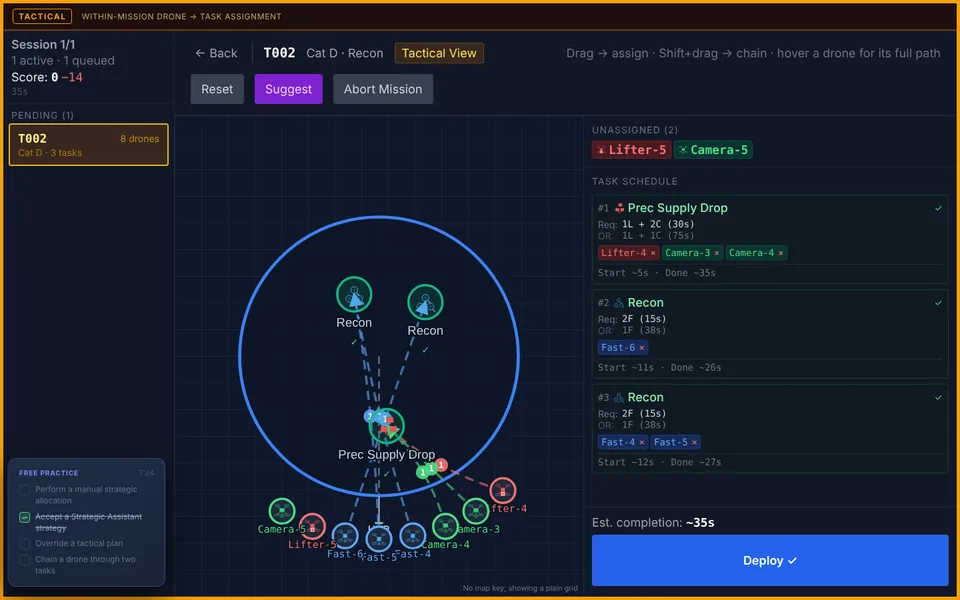 TACTICAL WITHIN-MISSION DRONE → TASK ASSIGNMENT
Session 1/1
1 active · 1 queued
Score: 0 −14
35s
PENDING (1)
T002 8 drones
Cat D · 3 tasks
← Back T002 Cat D · Recon Tactical View
Drag → assign · Shift+drag → chain · hover a drone for its full path
Reset Suggest Abort Mission
Recon
✓
Recon
✓
Prec Supply Drop
✓
1
1
1
1
1
Camera-5
Lifter-5
Fast-6
Fast-5
Fast-4
Camera-4
Camera-3
fter-4
No map key; showing a plain grid
UNASSIGNED (2)
Lifter-5 Camera-5
TASK SCHEDULE
#1 Prec Supply Drop ✓
Req: 1L + 2C (30s)
OR: 1L + 1C (75s)
Lifter-4 × Camera-3 × Camera-4 ×
Start ~5s · Done ~35s
#2 Recon ✓
Req: 2F (15s)
OR: 1F (38s)
Fast-6 ×
Start ~11s · Done ~26s
#3 Recon ✓
Req: 2F (15s)
OR: 1F (38s)
Fast-4 × Fast-5 ×
Start ~12s · Done ~27s
Est. completion: ~35s
Deploy ✓
FREE PRACTICE 7:24
Perform a manual strategic
allocation
Accept a Strategic Assistant
strategy
Override a tactical plan
Chain a drone through two
tasks